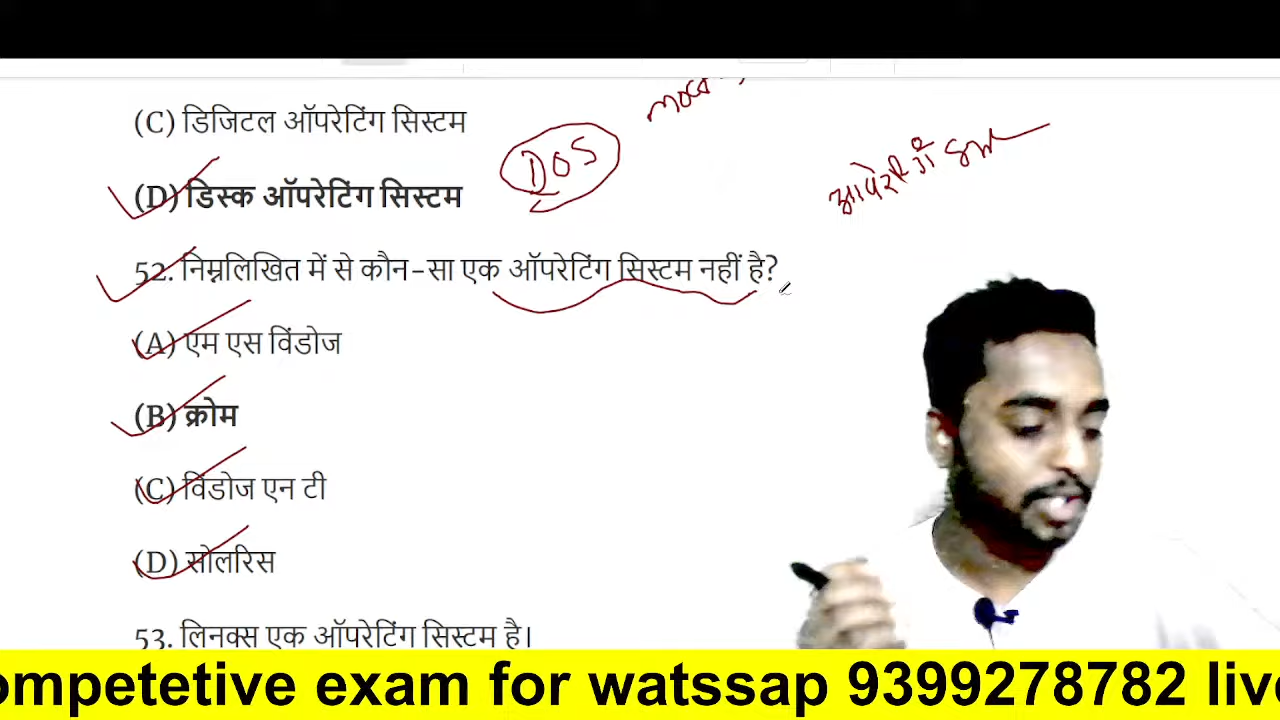 (C) डिजिटल ऑपरेटिंग सिस्टम
(D) डिस्क ऑपरेटिंग सिस्टम
DOS
52. निम्नलिखित में से कौन-सा एक ऑपरेटिंग सिस्टम नहीं है?
(A) एम एस विंडोज
(B) क्रोम
(C) विंडोज एन टी
(D) सोलरिस
53. लिनक्स एक ऑपरेटिंग सिस्टम है।
ompetetive exam for watssap 9399278782 live